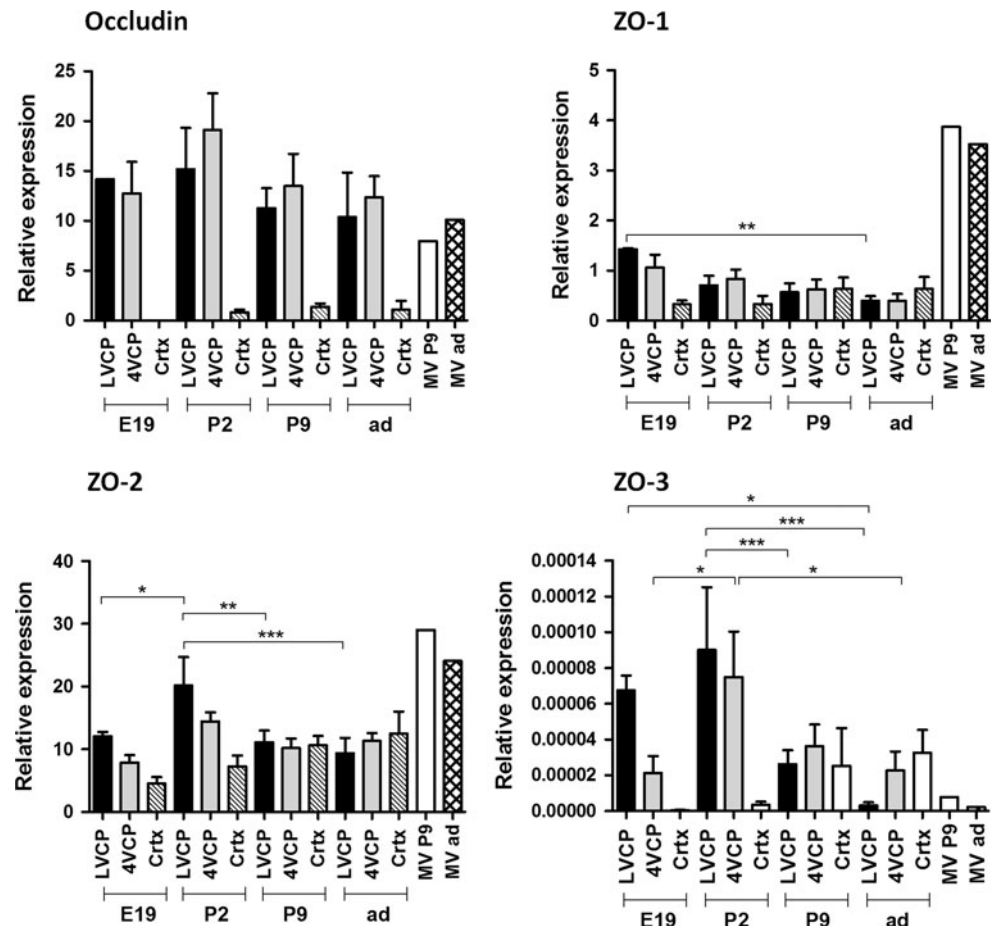 Occludin
Relative expression
25
20
15
10
5
0
LVCP 4VCP Crtx LVCP 4VCP Crtx LVCP 4VCP Crtx LVCP 4VCP Crtx MV P9 MV ad
E19 P2 P9 ad
ZO-1
Relative expression
5
4
3
2
1
0
**
LVCP 4VCP Crtx LVCP 4VCP Crtx LVCP 4VCP Crtx LVCP 4VCP Crtx MV P9 MV ad
E19 P2 P9 ad
ZO-2
Relative expression
40
30
20
10
0
*
**
***
LVCP 4VCP Crtx LVCP 4VCP Crtx LVCP 4VCP Crtx LVCP 4VCP Crtx MV P9 MV ad
E19 P2 P9 ad
ZO-3
*
***
***
* *
Relative expression
0.00014
0.00012
0.00010
0.00008
0.00006
0.00004
0.00002
0.00000
LVCP 4VCP Crtx LVCP 4VCP Crtx LVCP 4VCP Crtx LVCP 4VCP Crtx MV P9 MV ad
E19 P2 P9 ad